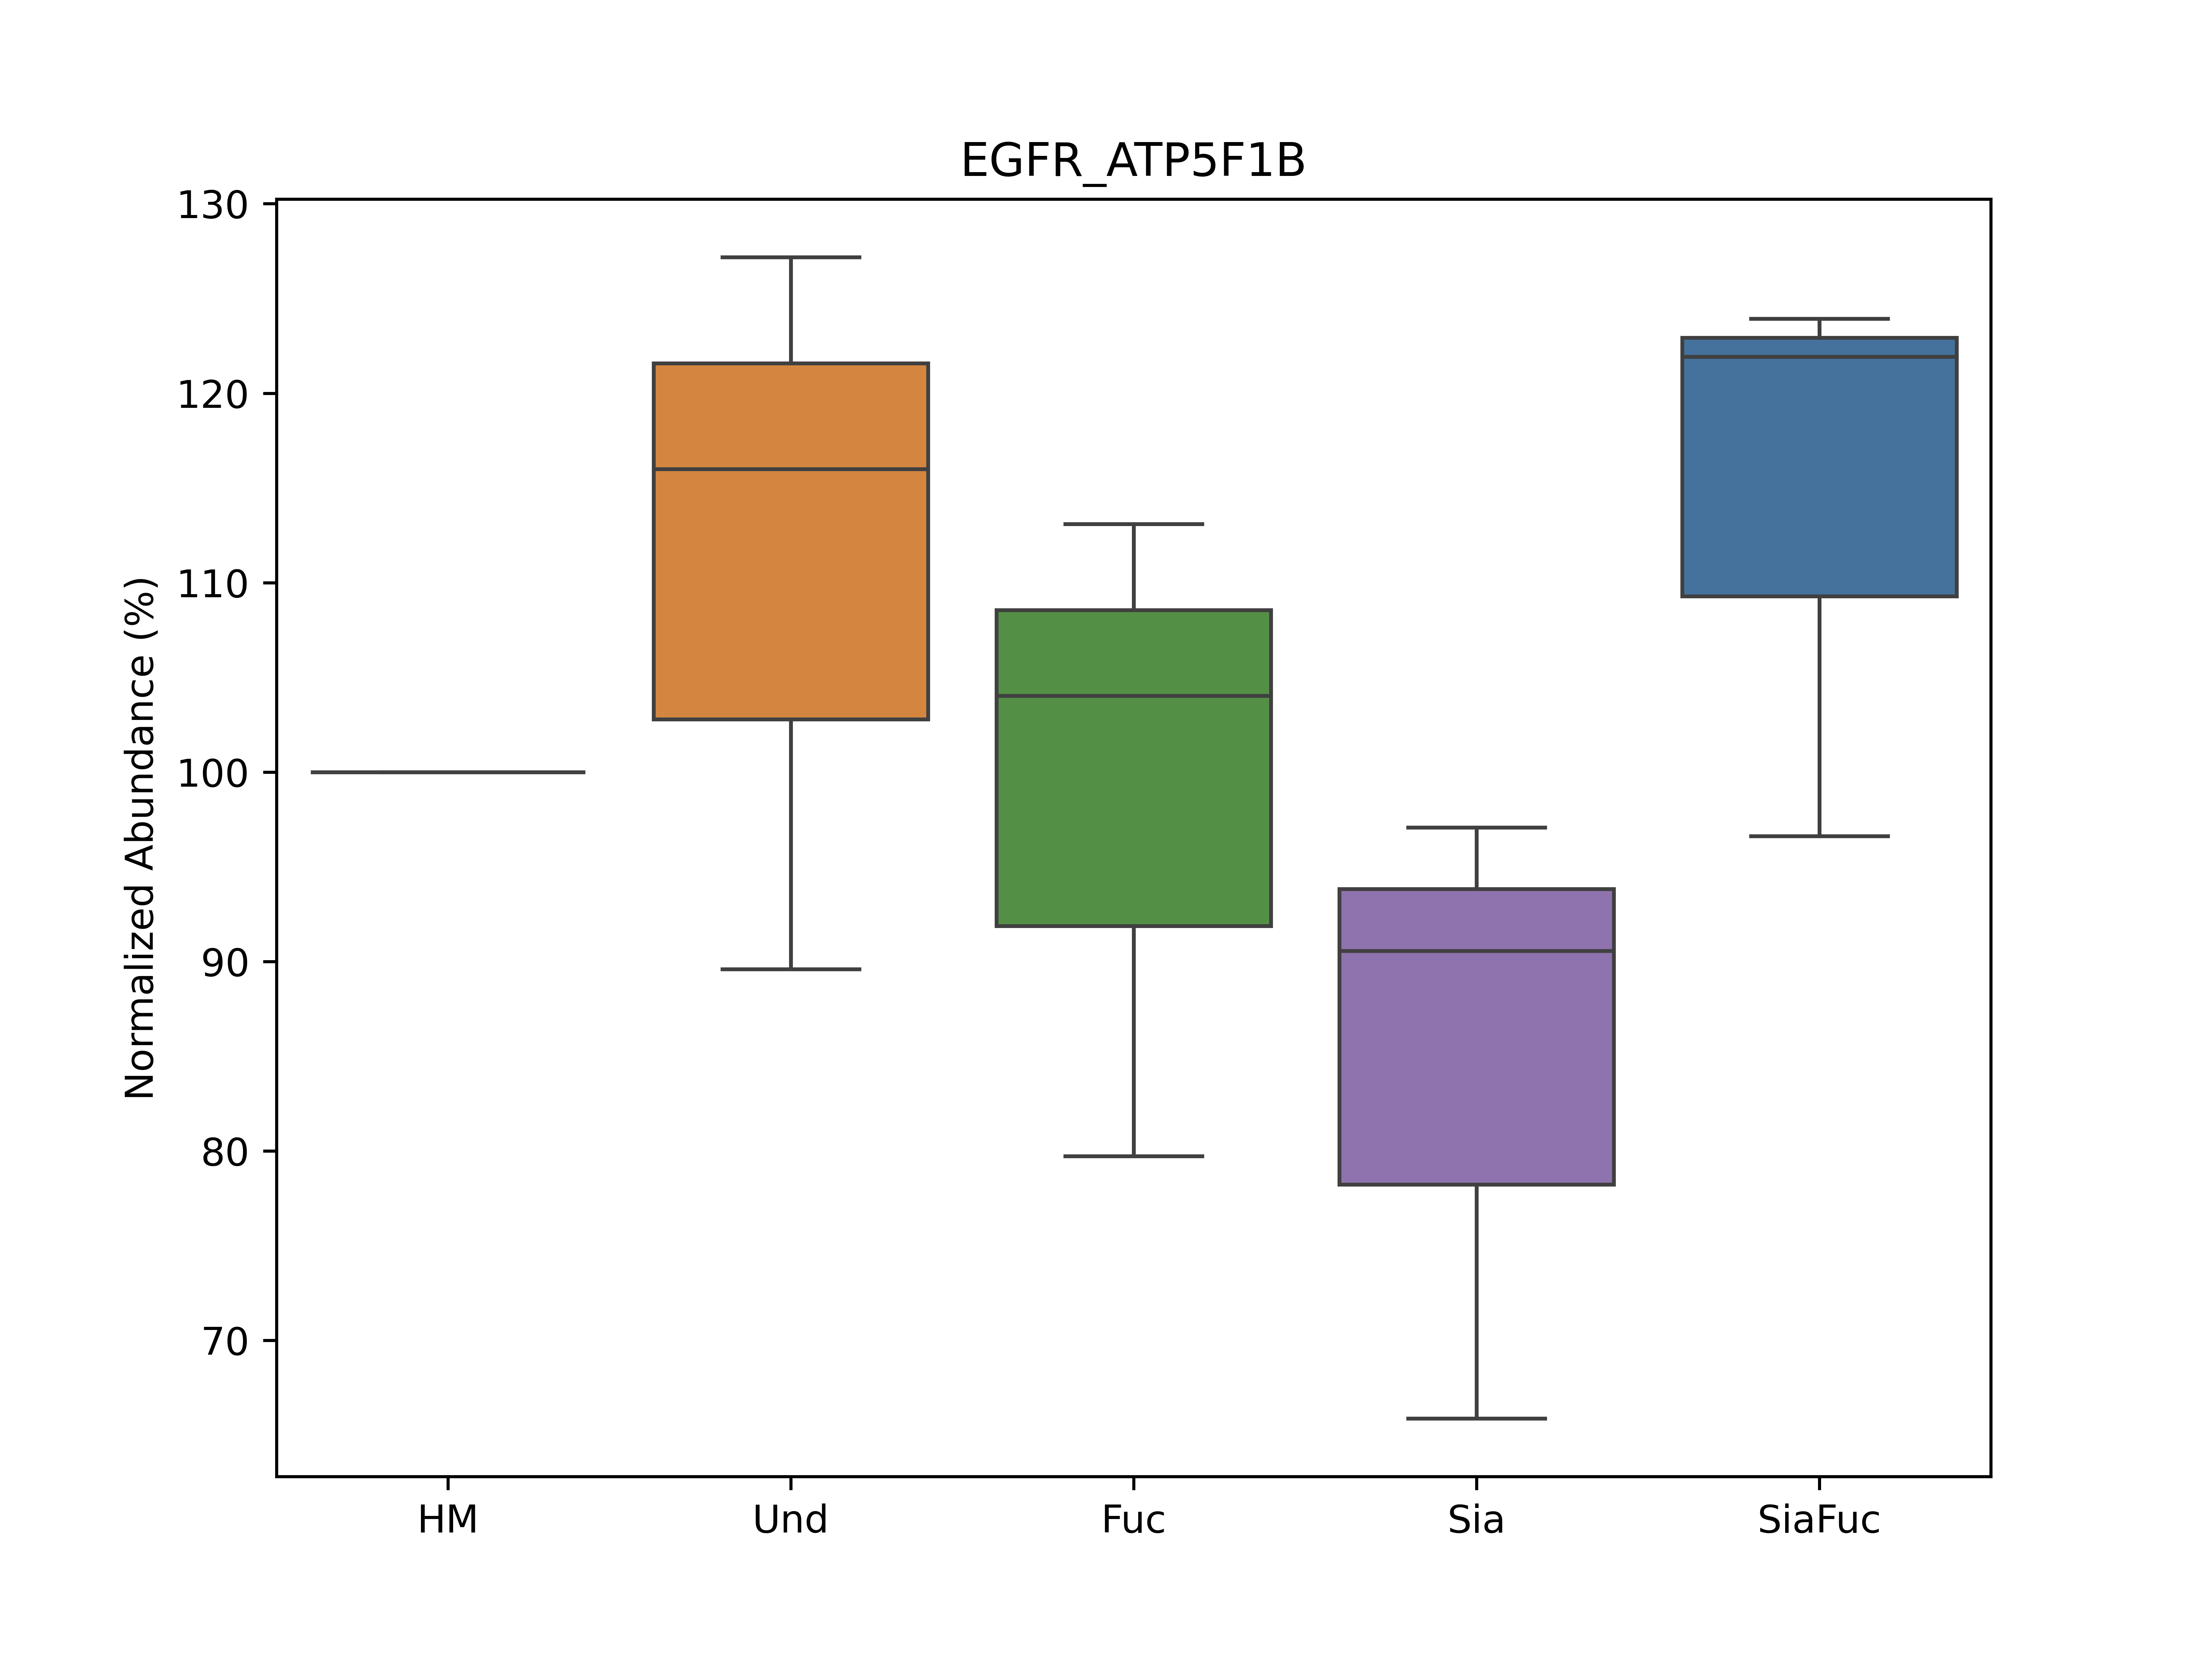 EGFR_ATP5F1B
Normalized Abundance (%)
130
120
110
100
90
80
70
HM Und Fuc Sia SiaFuc